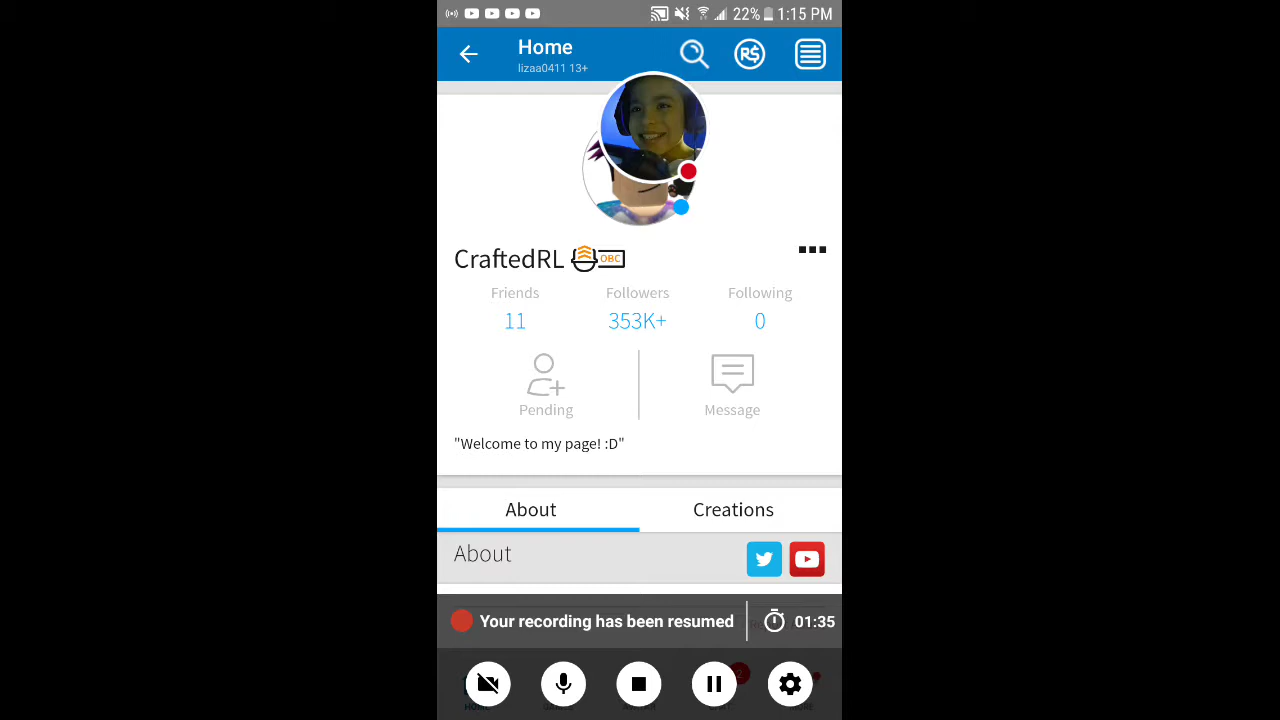 22% 1:15 PM
Home
lizaa0411 13+
R$
CraftedRL OBC
Friends Followers Following
11 353K+ 0
Pending Message
"Welcome to my page! :D"
About Creations
About
Your recording has been resumed 01:35
HOME